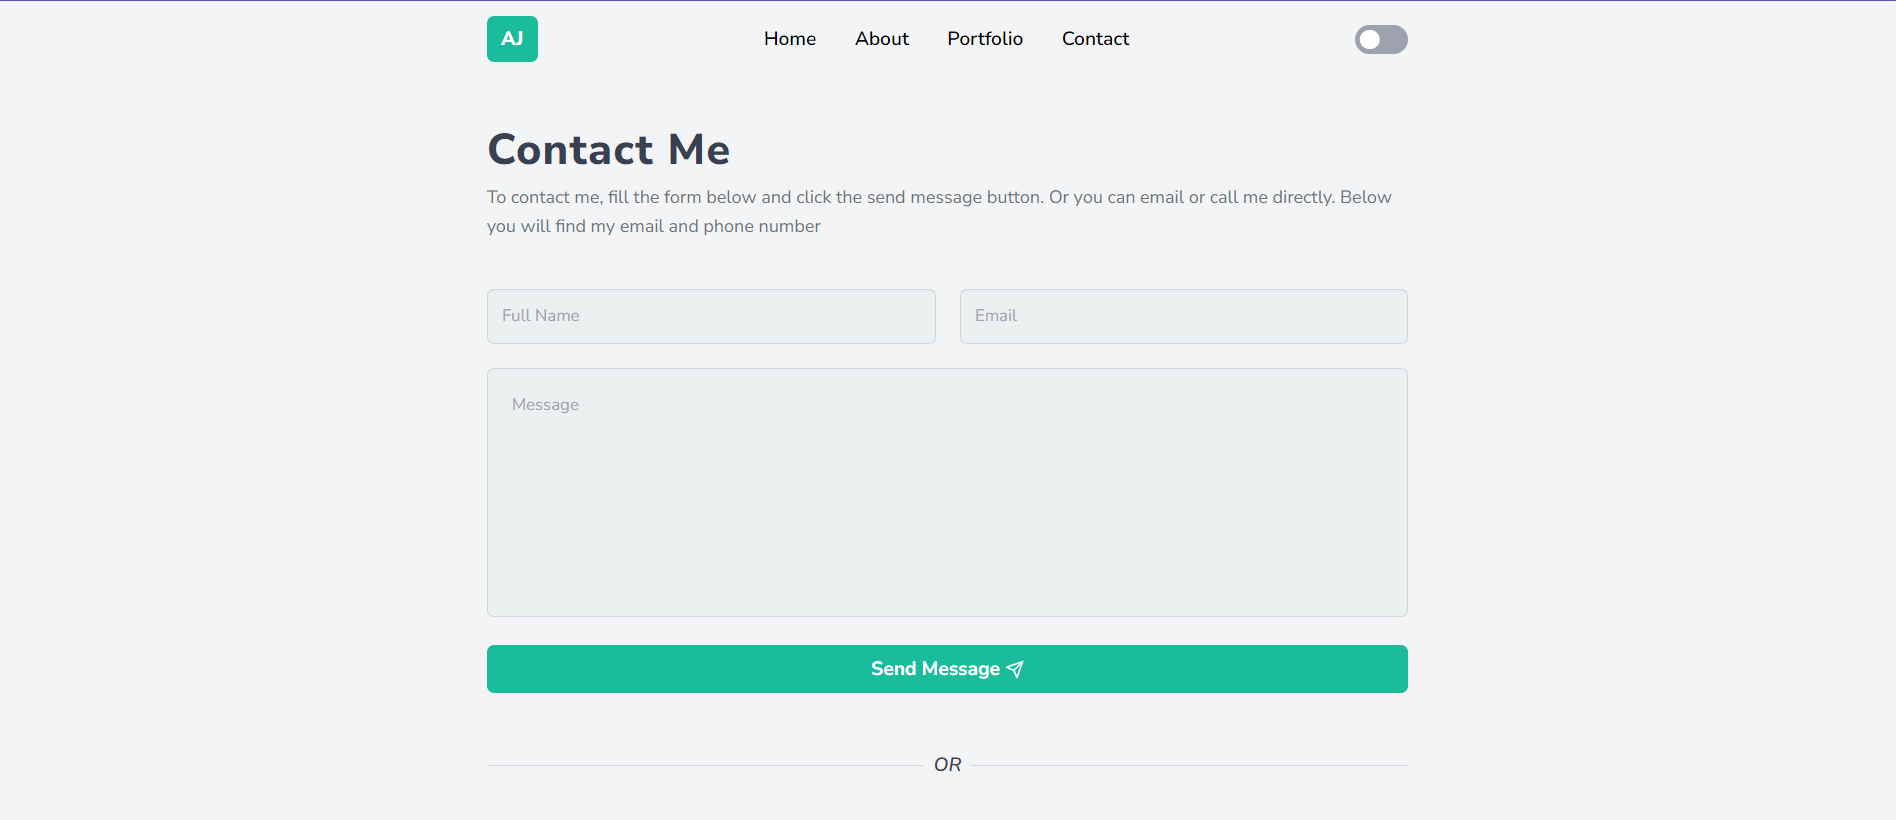 AJ
Home About Portfolio Contact
Contact Me
To contact me, fill the form below and click the send message button. Or you can email or call me directly. Below
you will find my email and phone number
Full Name Email
Message
Send Message
OR